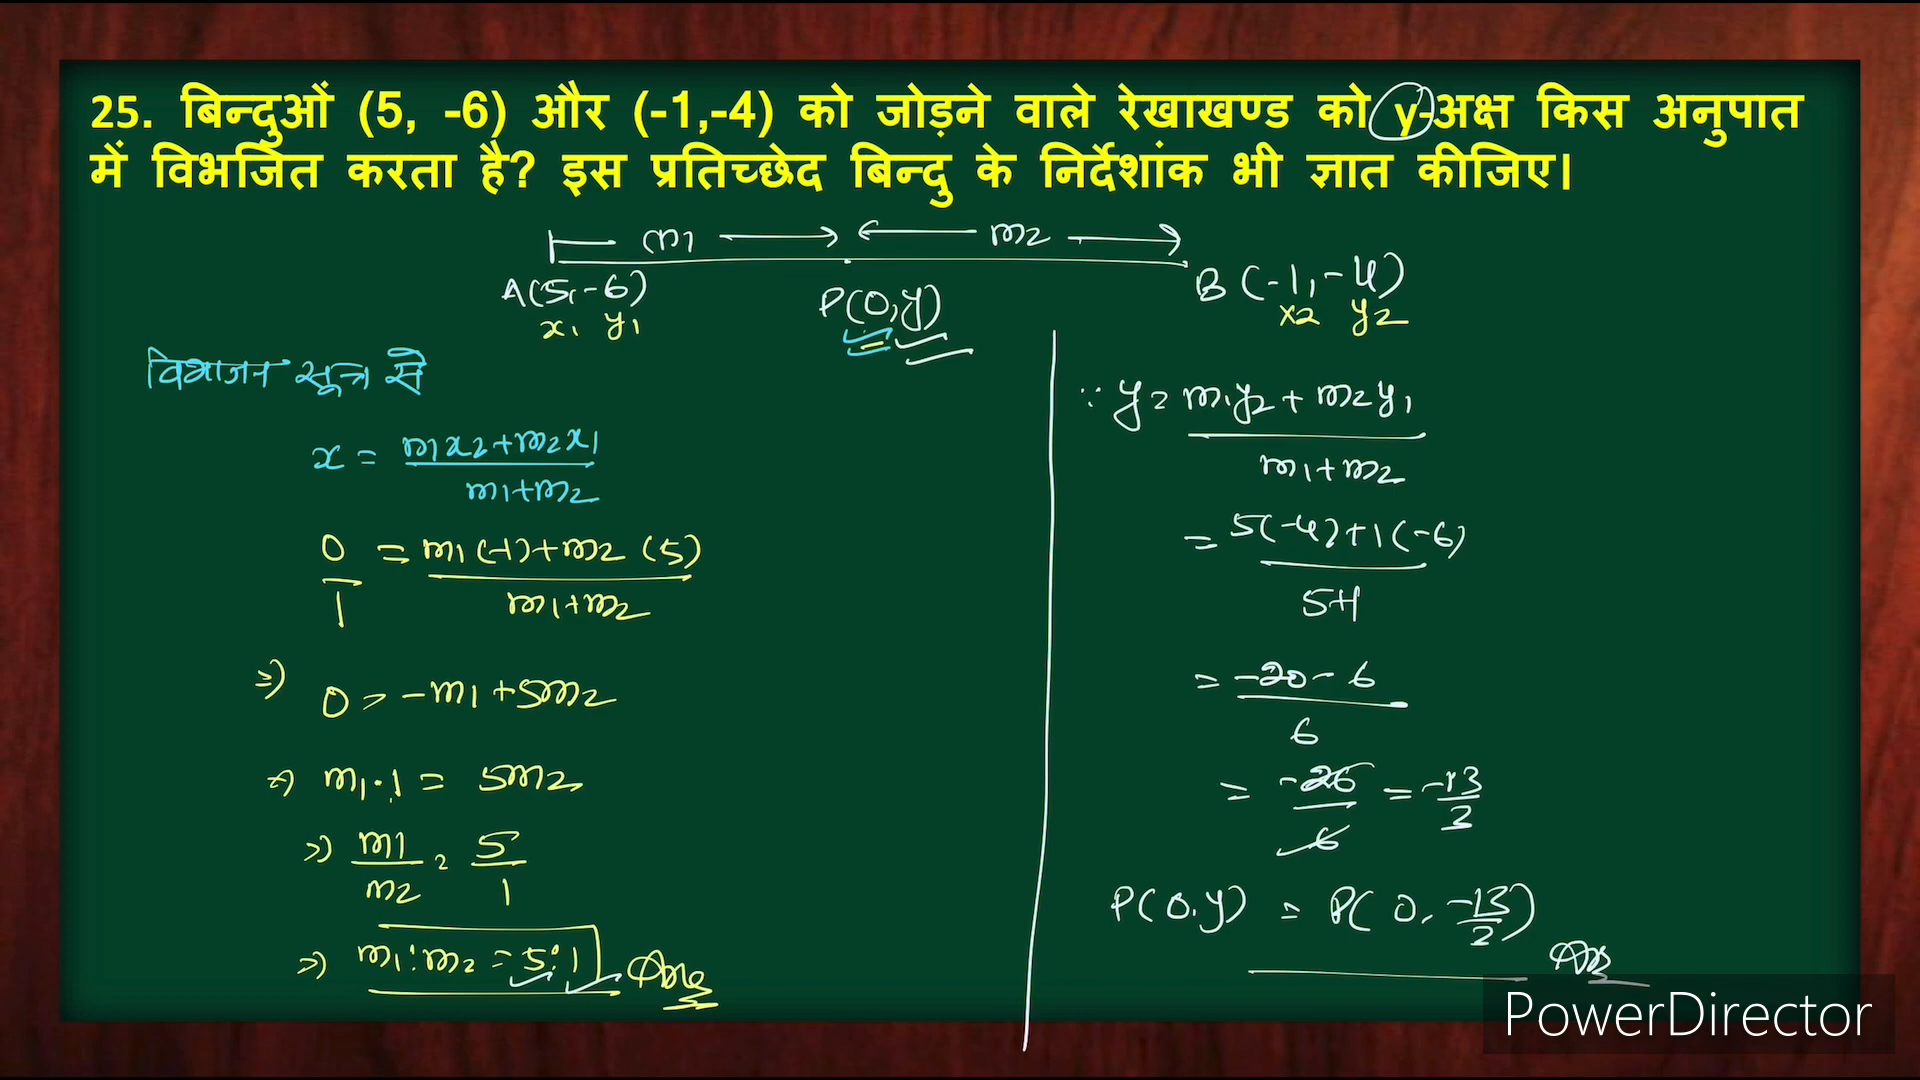 25. बिन्दुओं (5, -6) और (-1,-4) को जोड़ने वाले रेखाखण्ड को y-अक्ष किस अनुपात
में विभजित करता है? इस प्रतिच्छेद बिन्दु के निर्देशांक भी ज्ञात कीजिए।
m1 m2
A(5,-6) P(0,y) B(-1,-4)
x1 y1 x2 y2
विभाजन सूत्र से
x = m1x2+m2x1
m1+m2
0 = m1(-1)+m2(5)
1 m1+m2
⇒) 0 = -m1+5m2
⇒ m1.1 = 5m2
⇒) m1 = 5
m2 1
⇒) m1:m2 = 5:1 Ans
∵ y = m1y2+m2y1
m1+m2
= 5(-4)+1(-6)
5+1
= -20-6
6
= -26 = -13
6 2
P(0,y) = P(0,-13)
2
Ans
PowerDirector